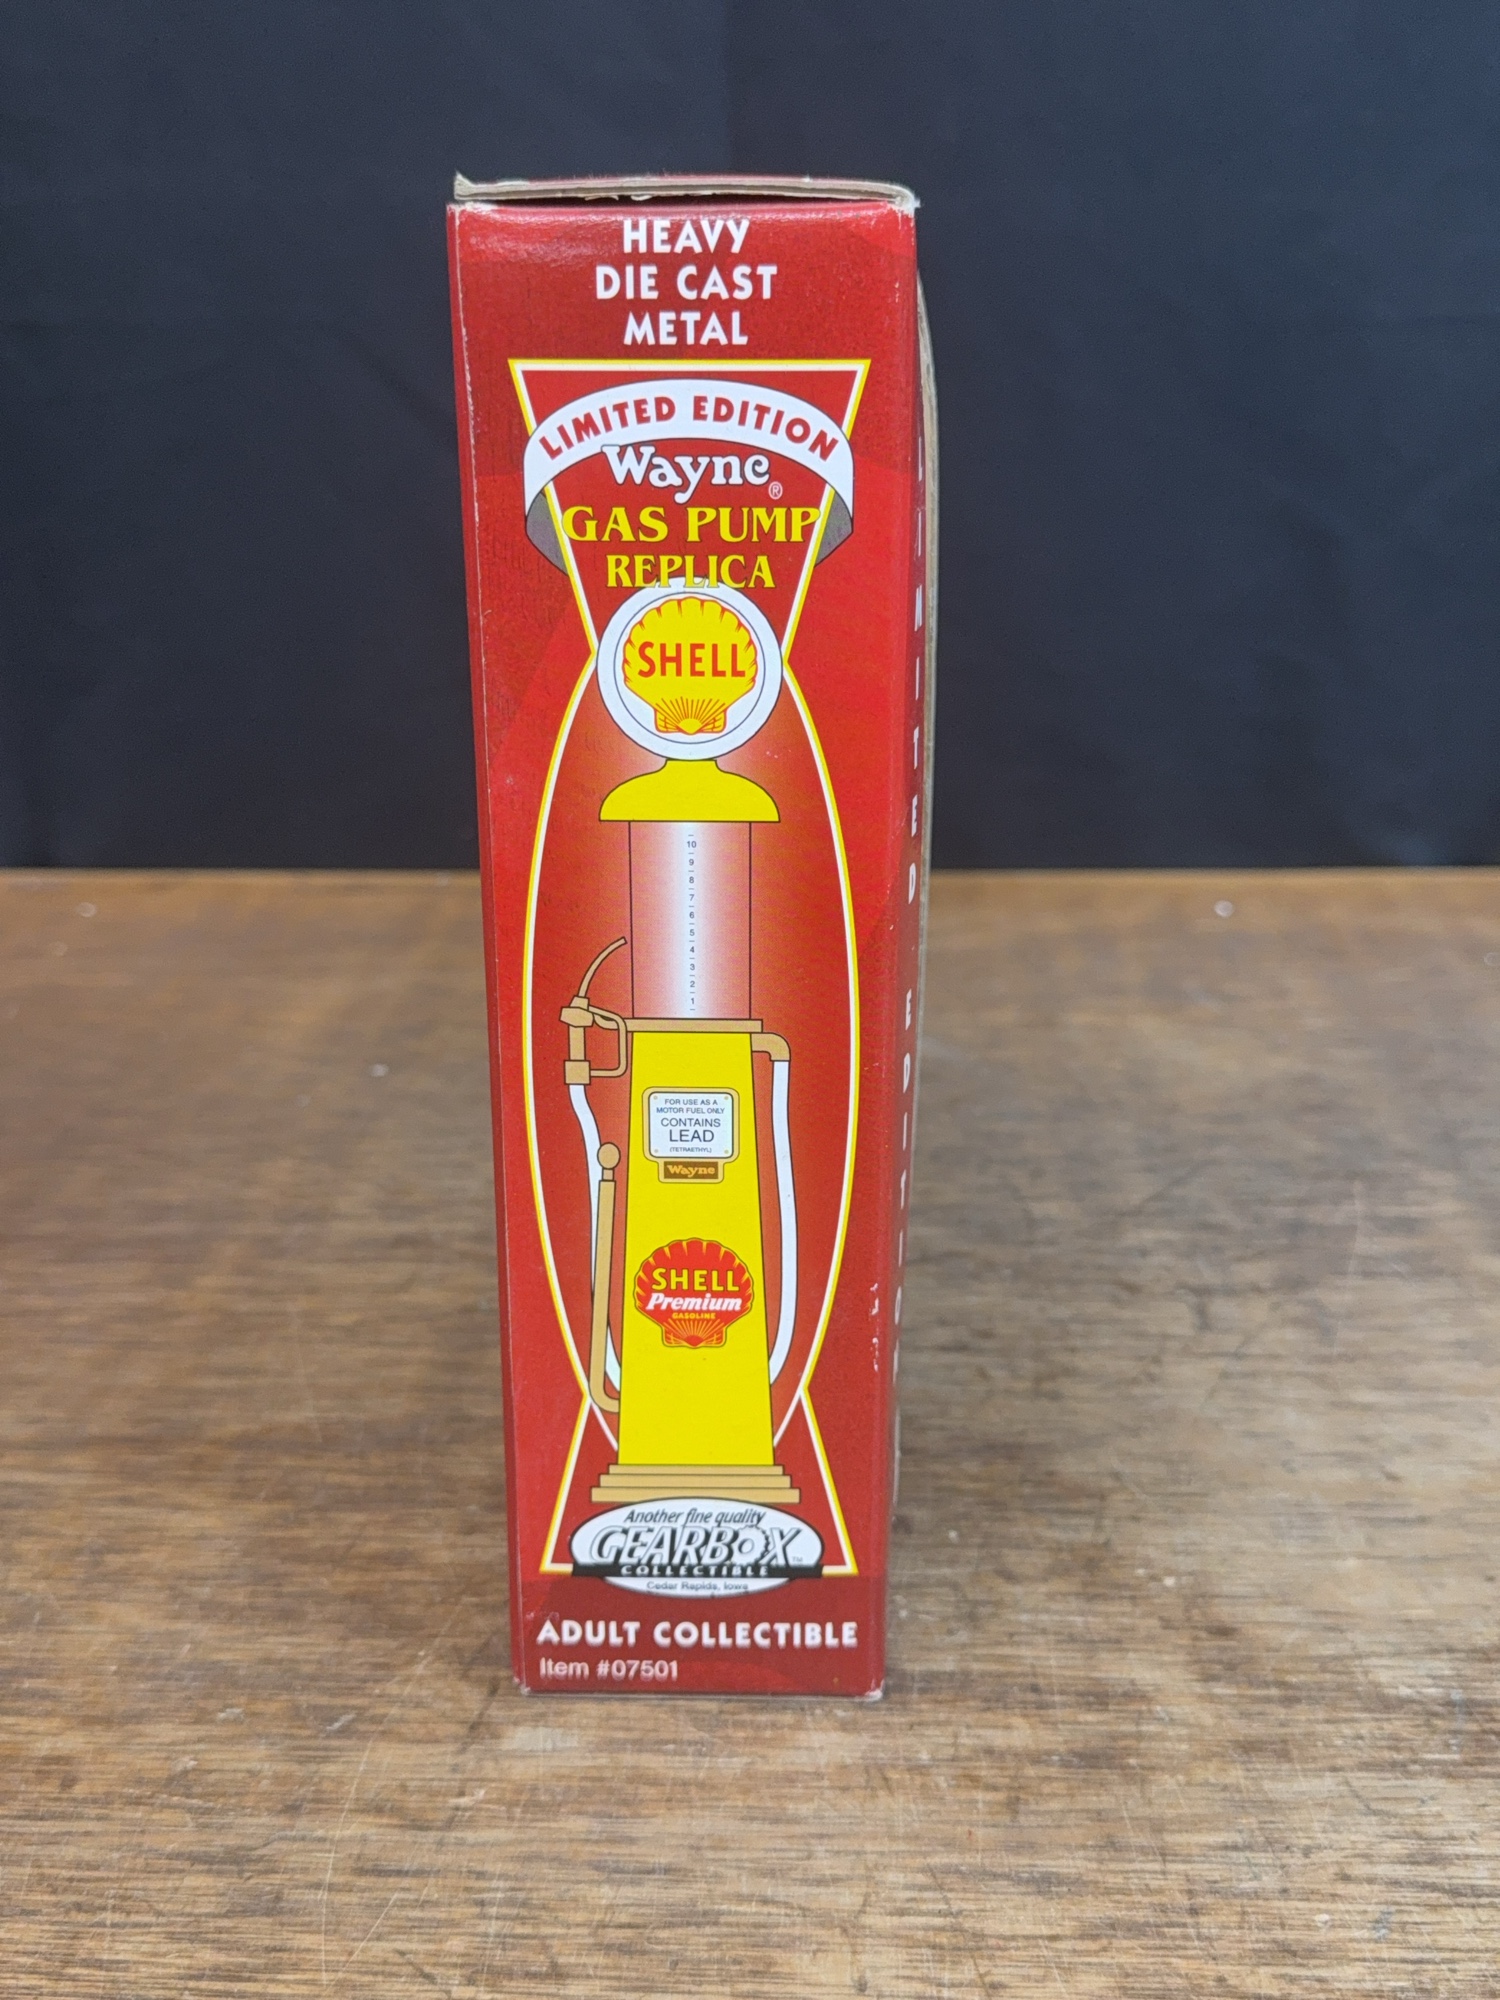 HEAVY
DIE CAST
METAL
LIMITED EDITION
Wayne®
GAS PUMP
REPLICA
SHELL
10
9
8
7
6
5
4
3
2
1
FOR USE AS A
MOTOR FUEL ONLY
CONTAINS
LEAD
(TETRAETHYL)
Wayne
SHELL
Premium
GASOLINE
Another fine quality
GEARBOX™
COLLECTIBLE
Cedar Rapids, Iowa
ADULT COLLECTIBLE
Item #07501
LIMITED EDITION